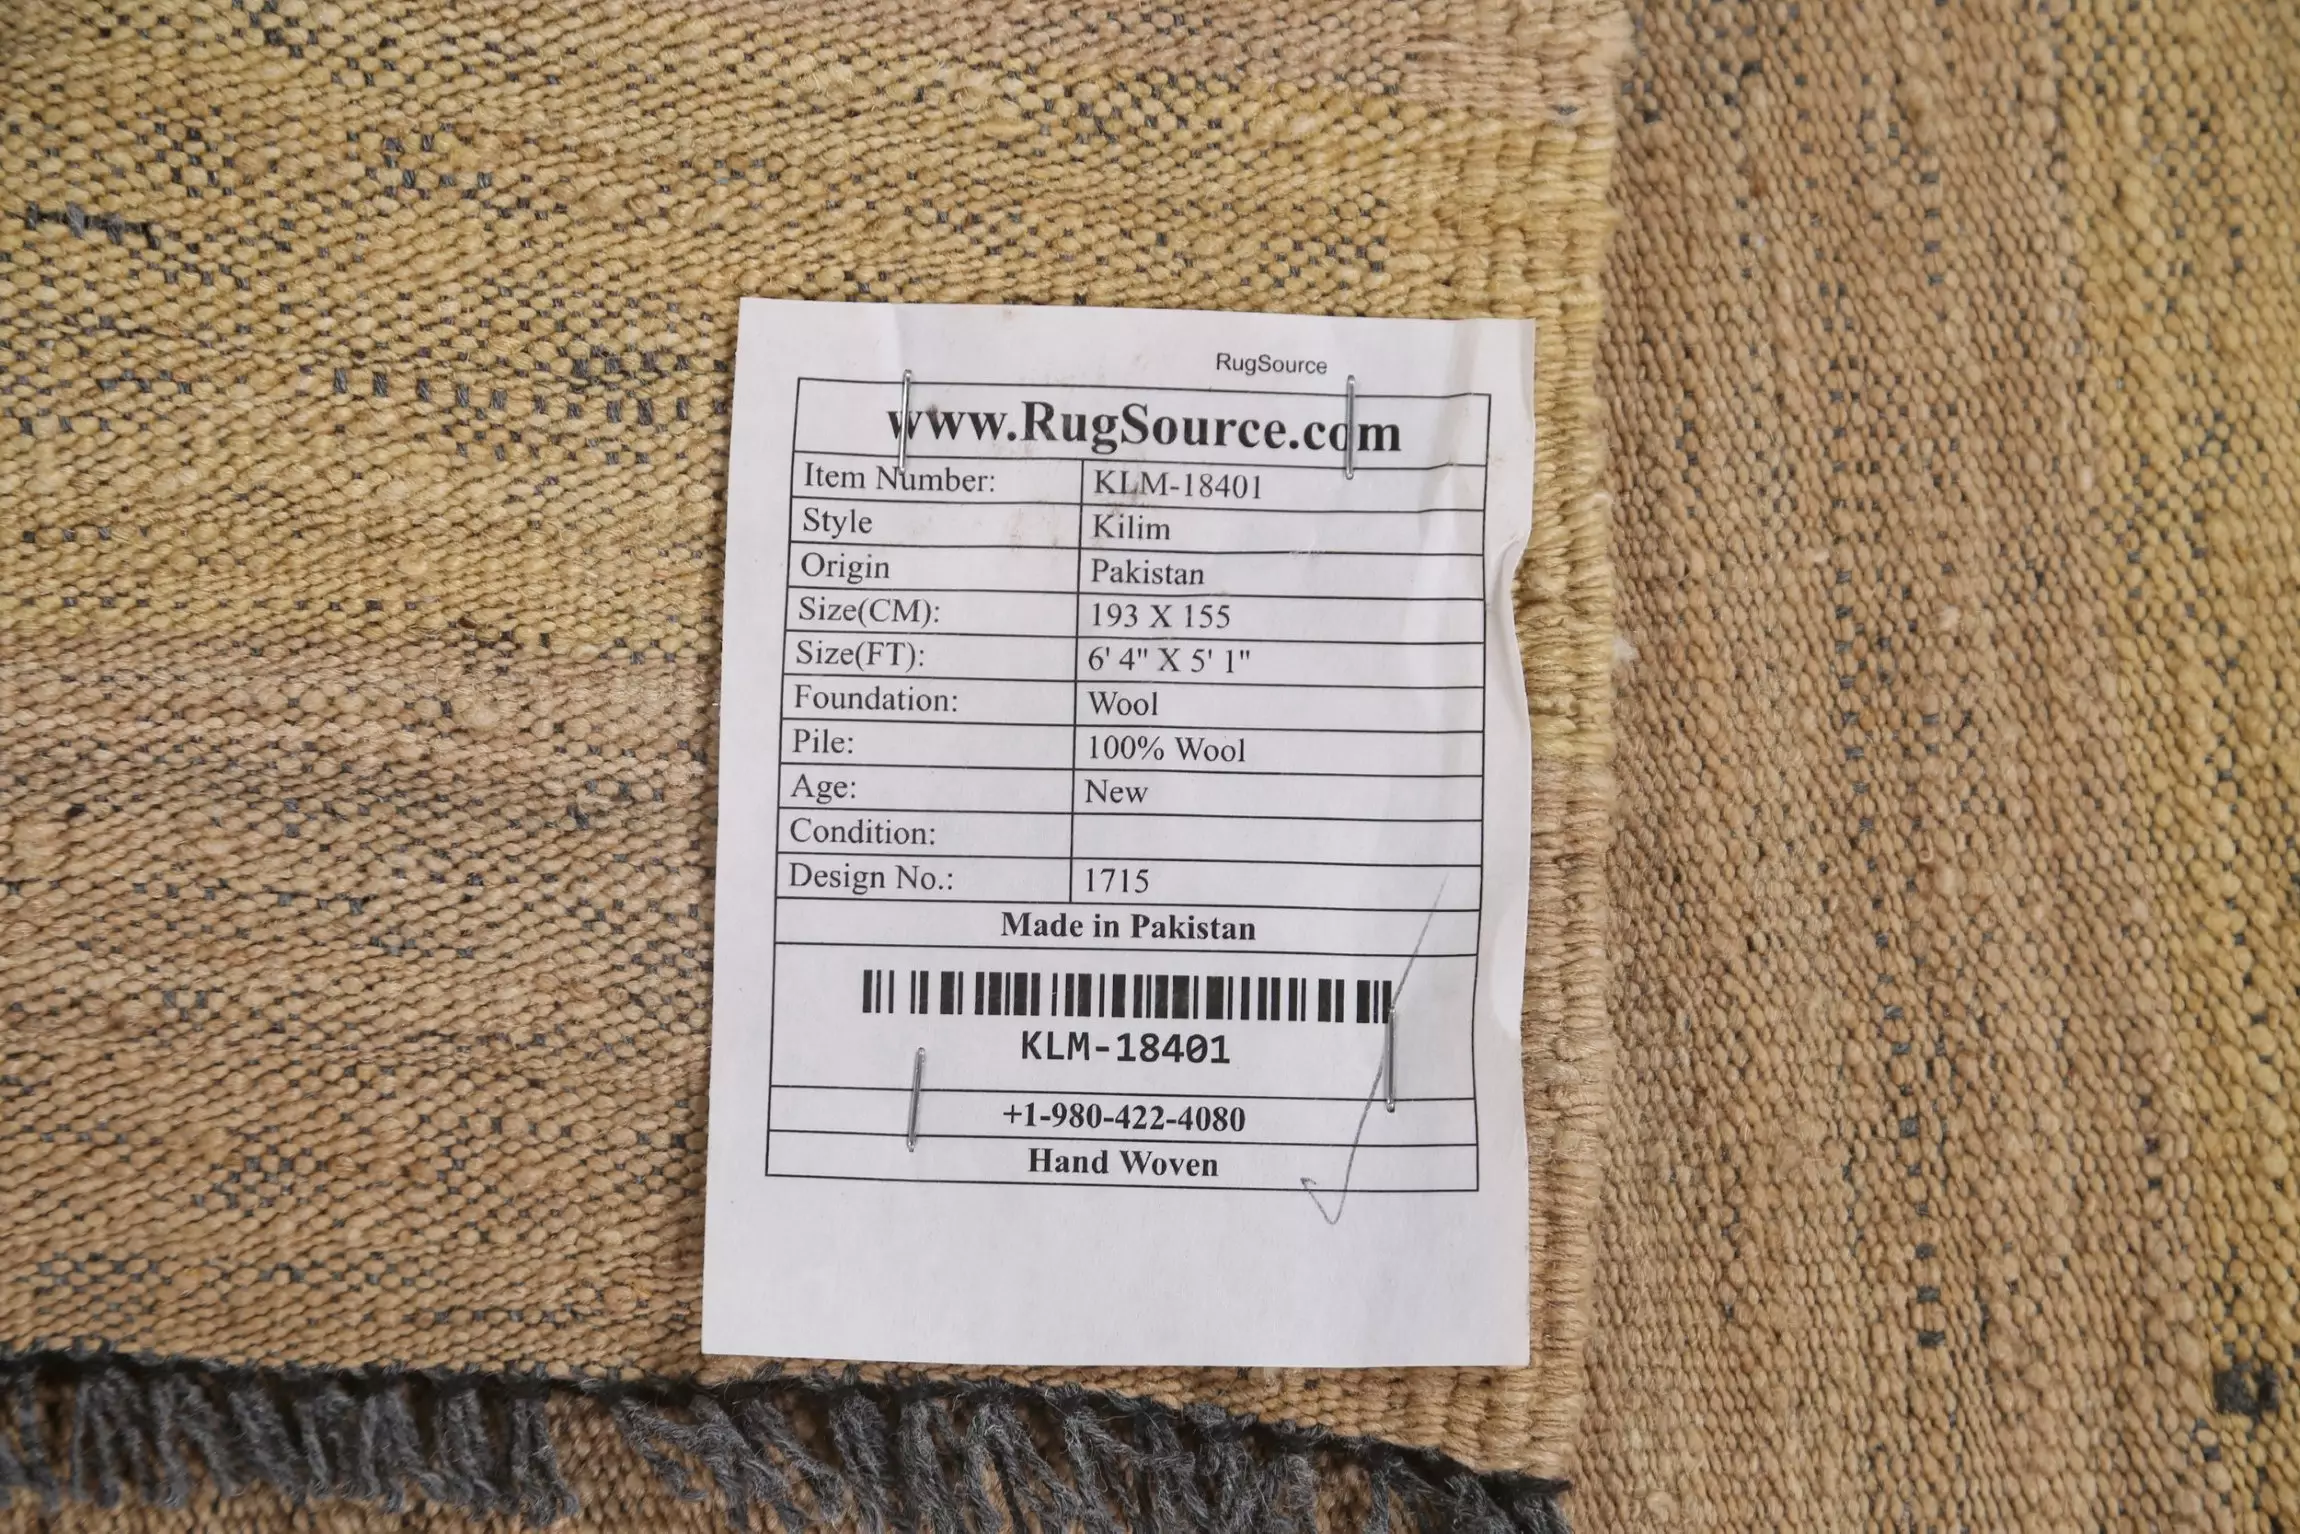 RugSource
www.RugSource.com
Item Number: KLM-18401
Style Kilim
Origin Pakistan
Size(CM): 193 X 155
Size(FT): 6' 4" X 5' 1"
Foundation: Wool
Pile: 100% Wool
Age: New
Condition:
Design No.: 1715
Made in Pakistan
KLM-18401
+1-980-422-4080
Hand Woven